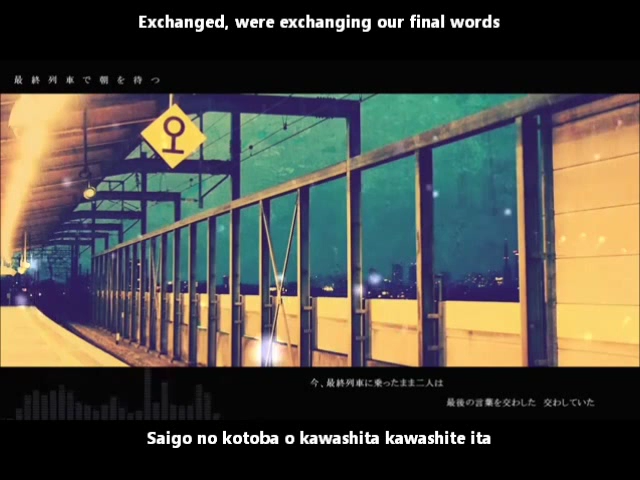 Exchanged, were exchanging our final words
最終列車で朝を待つ
今、最終列車に乗ったまま二人は
最後の言葉を交わした 交わしていた
Saigo no kotoba o kawashita kawashite ita